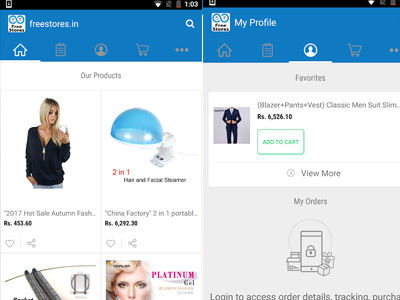 1:03
Free
Stores
freestores.in
Our Products
2 in 1
Hair and Facial Steamer
"2017 Hot Sale Autumn Fash...
Rs. 453.60
"China Factory" 2 in 1 portabl...
Rs. 6,292.30
PLATINUM
Gel
Free
Stores
My Profile
Favorites
(Blazer+Pants+Vest) Classic Men Suit Slim...
Rs. 6,526.10
ADD TO CART
View More
My Orders
Login to access order details, tracking, purcha